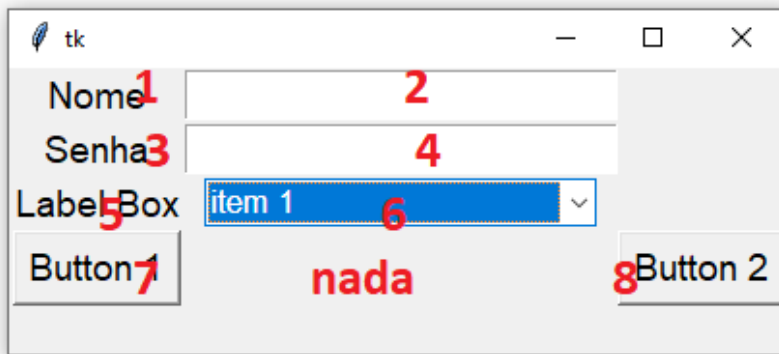 tk
Nome 1 2
Senha 3 4
Label Box 5 item 1 6
Button 1 7 nada 8 Button 2